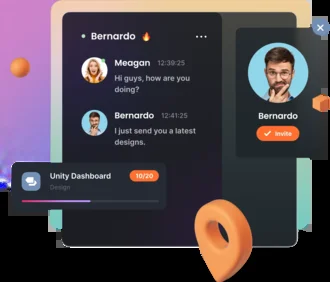 Bernardo 🔥
Meagan 12:39:25
Hi guys, how are you
doing?
Bernardo 12:41:25
I just send you a latest
designs.
Bernardo
Invite
Unity Dashboard 10/20
Design